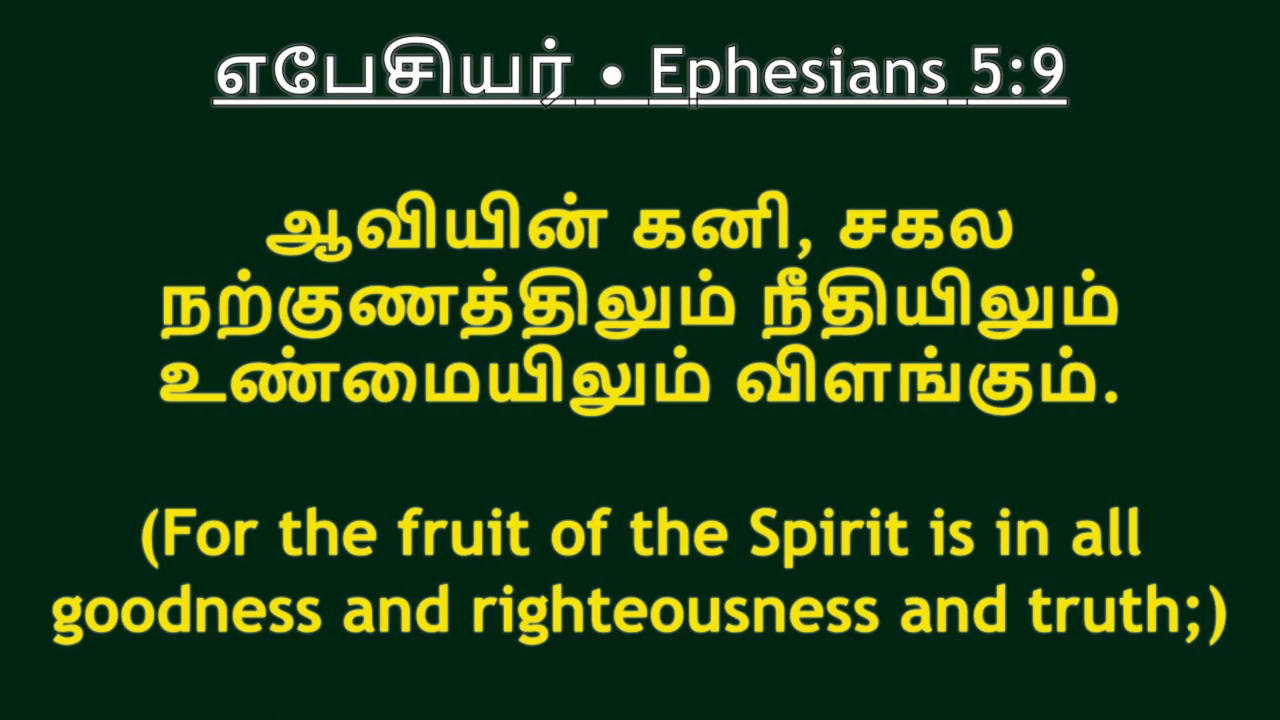 எபேசியர் • Ephesians 5:9
ஆவியின் கனி, சகல
நற்குணத்திலும் நீதியிலும்
உண்மையிலும் விளங்கும்.
(For the fruit of the Spirit is in all
goodness and righteousness and truth;)